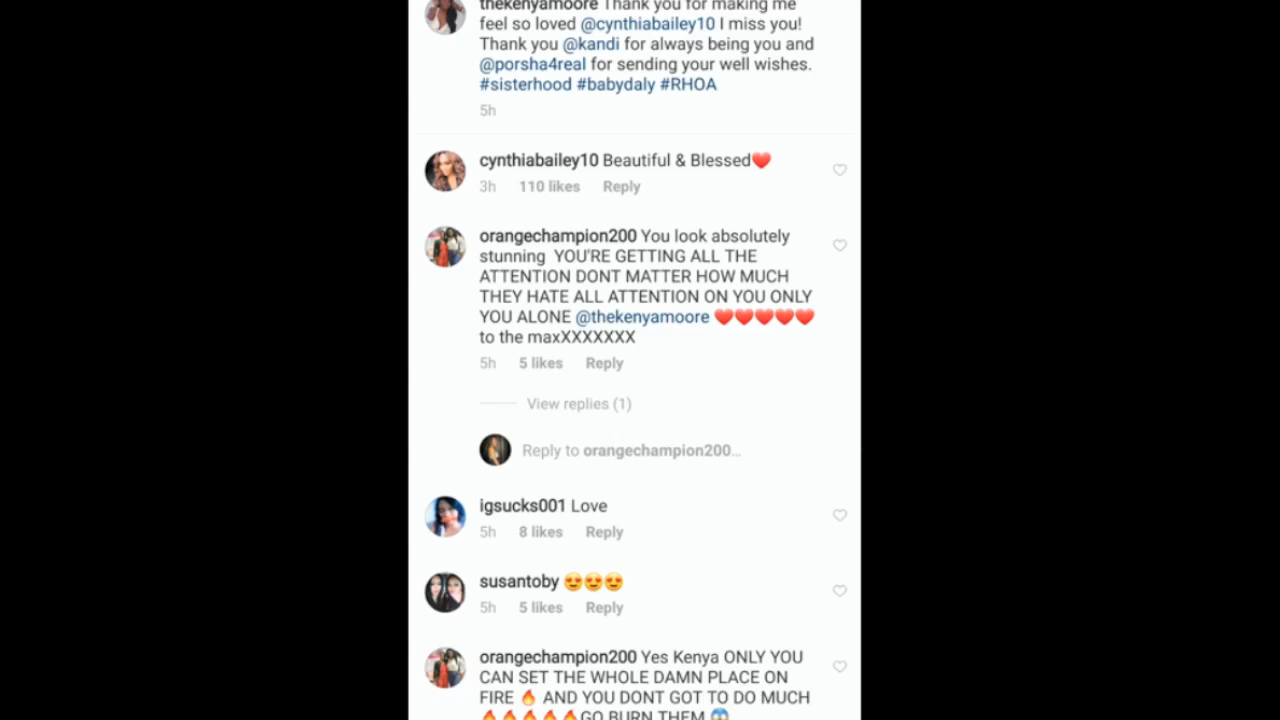 thekenyamoore Thank you for making me
feel so loved @cynthiabailey10 I miss you!
Thank you @kandi for always being you and
@porsha4real for sending your well wishes.
#sisterhood #babydaly #RHOA
5h
cynthiabailey10 Beautiful & Blessed❤️
3h 110 likes Reply
orangechampion200 You look absolutely
stunning YOU'RE GETTING ALL THE
ATTENTION DONT MATTER HOW MUCH
THEY HATE ALL ATTENTION ON YOU ONLY
YOU ALONE @thekenyamoore ❤️❤️❤️❤️❤️
to the maxXXXXXXX
5h 5 likes Reply
View replies (1)
Reply to orangechampion200…
igsucks001 Love
5h 8 likes Reply
susantoby 😍😍😍
5h 5 likes Reply
orangechampion200 Yes Kenya ONLY YOU
CAN SET THE WHOLE DAMN PLACE ON
FIRE 🔥 AND YOU DONT GOT TO DO MUCH
🔥🔥🔥🔥🔥GO BURN THEM 😱